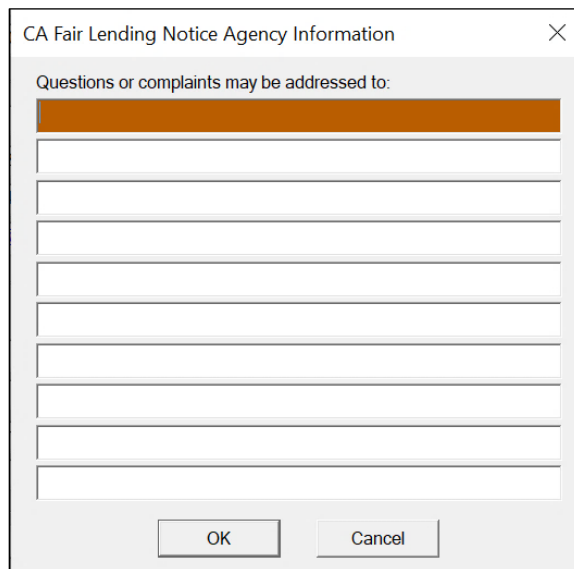 CA Fair Lending Notice Agency Information
Questions or complaints may be addressed to:
OK
Cancel